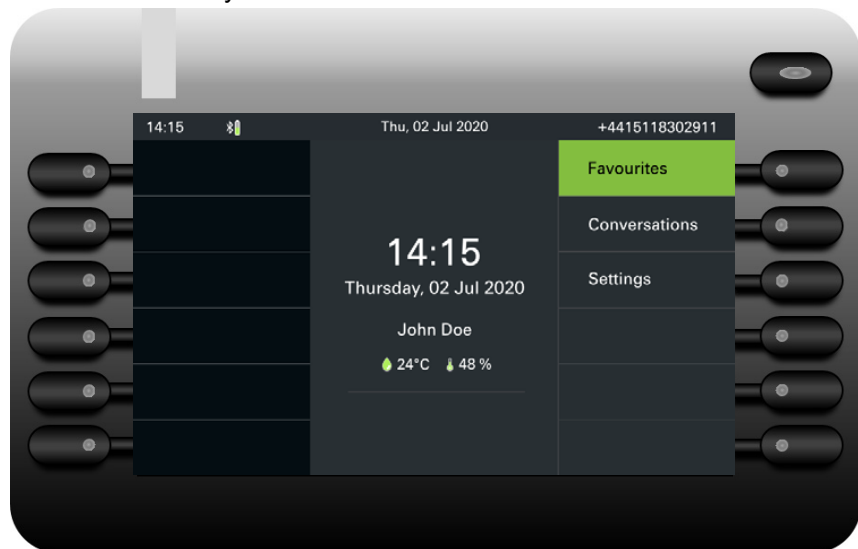 14:15 Thu, 02 Jul 2020 +4415118302911
Favourites
Conversations
14:15
Settings
Thursday, 02 Jul 2020
John Doe
24°C 48 %